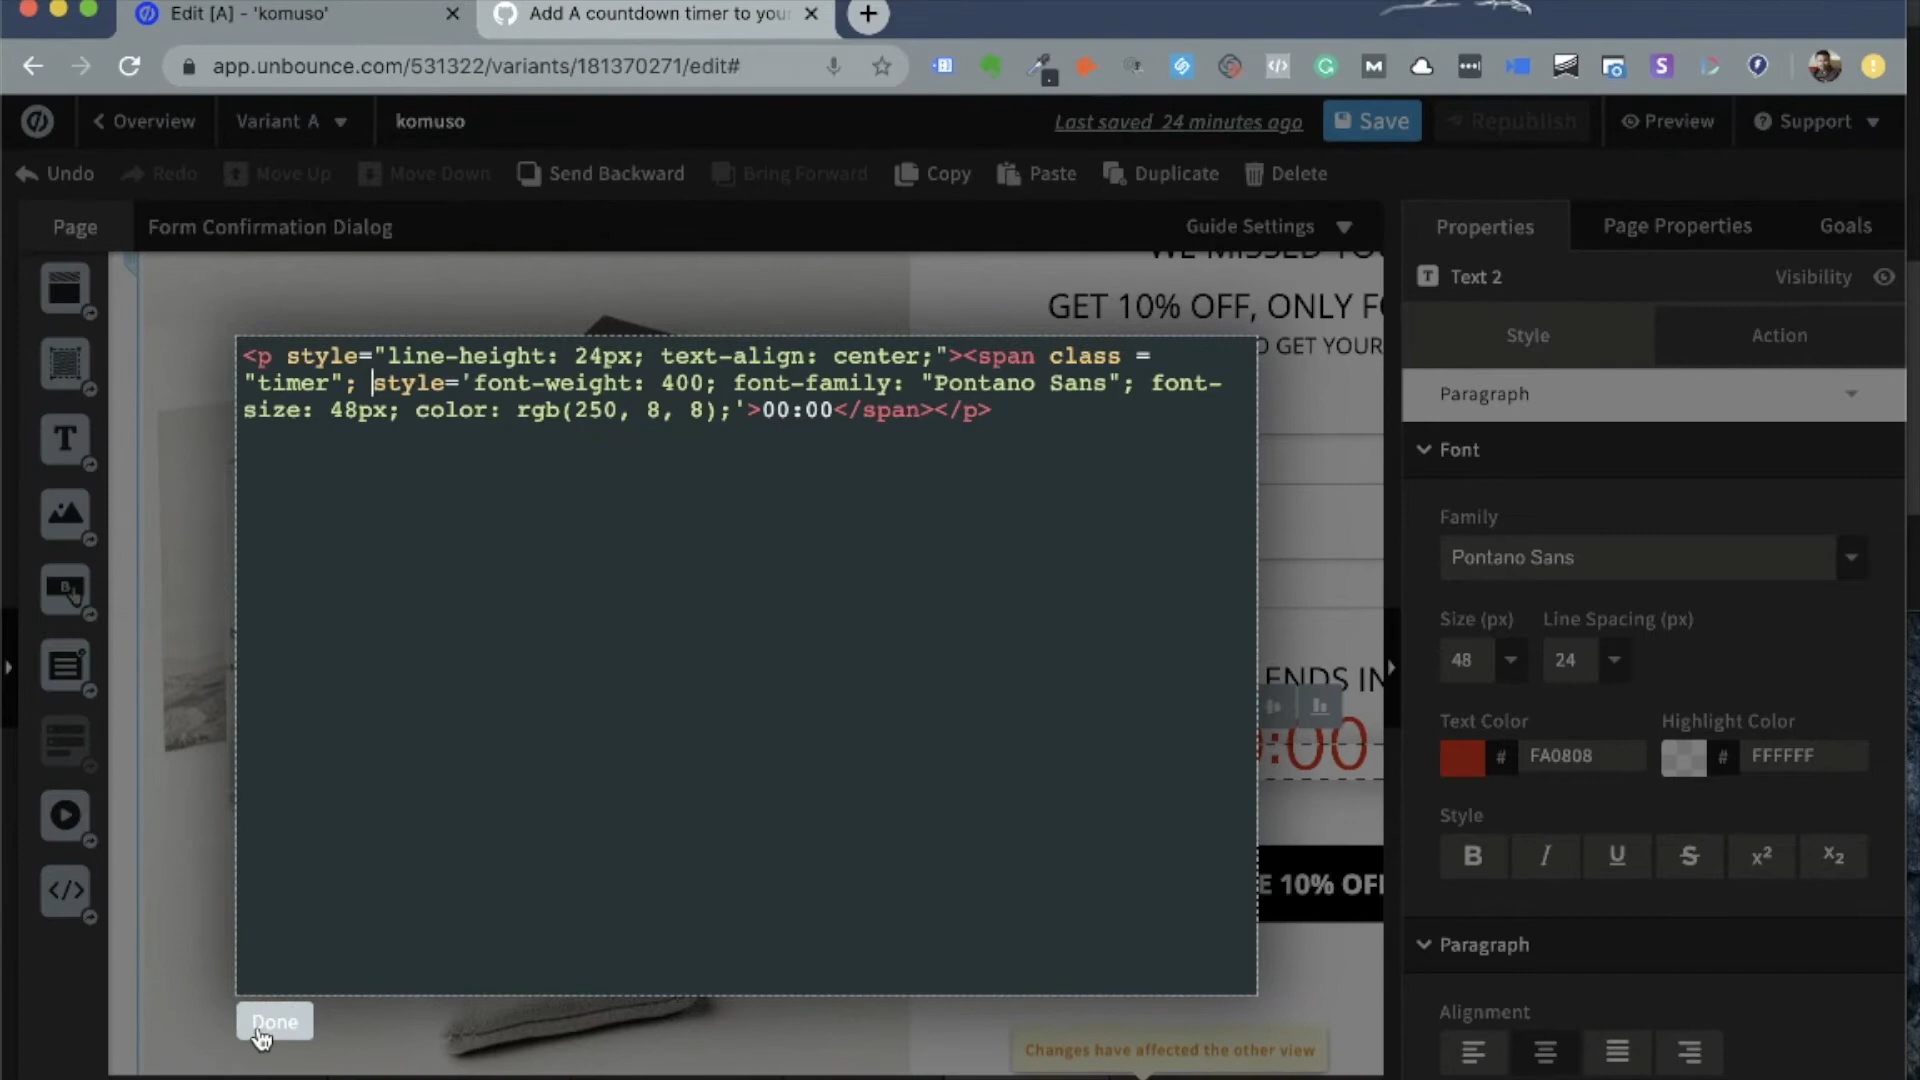 Edit [A] - 'komuso'
Add A countdown timer to your
app.unbounce.com/531322/variants/181370271/edit#
Overview
Variant A
komuso
Last saved 24 minutes ago
Save
Republish
Preview
Support
Undo
Redo
Move Up
Move Down
Send Backward
Bring Forward
Copy
Paste
Duplicate
Delete
Page
Form Confirmation Dialog
Guide Settings
Properties
Page Properties
Goals
WE MISSED YO
Text 2
Visibility
GET 10% OFF, ONLY F
Style
Action
O GET YOUR
<p style="line-height: 24px; text-align: center;"><span class =
"timer"; style='font-weight: 400; font-family: "Pontano Sans"; font-
size: 48px; color: rgb(250, 8, 8);'>00:00</span></p>
Paragraph
Font
Family
Pontano Sans
Size (px)
Line Spacing (px)
48
24
ENDS IN
Text Color
Highlight Color
:00
# FA0808
# FFFFFF
Style
B I U S x² x₂
E 10% OFF
Paragraph
Alignment
Done
Changes have affected the other view